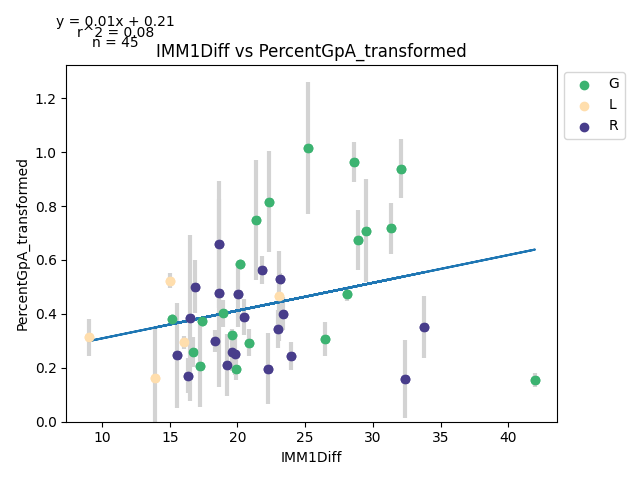 y = 0.01x + 0.21
r^2 = 0.08
n = 45
IMM1Diff vs PercentGpA_transformed
G
L
R
PercentGpA_transformed
1.2
1.0
0.8
0.6
0.4
0.2
0.0
10 15 20 25 30 35 40
IMM1Diff